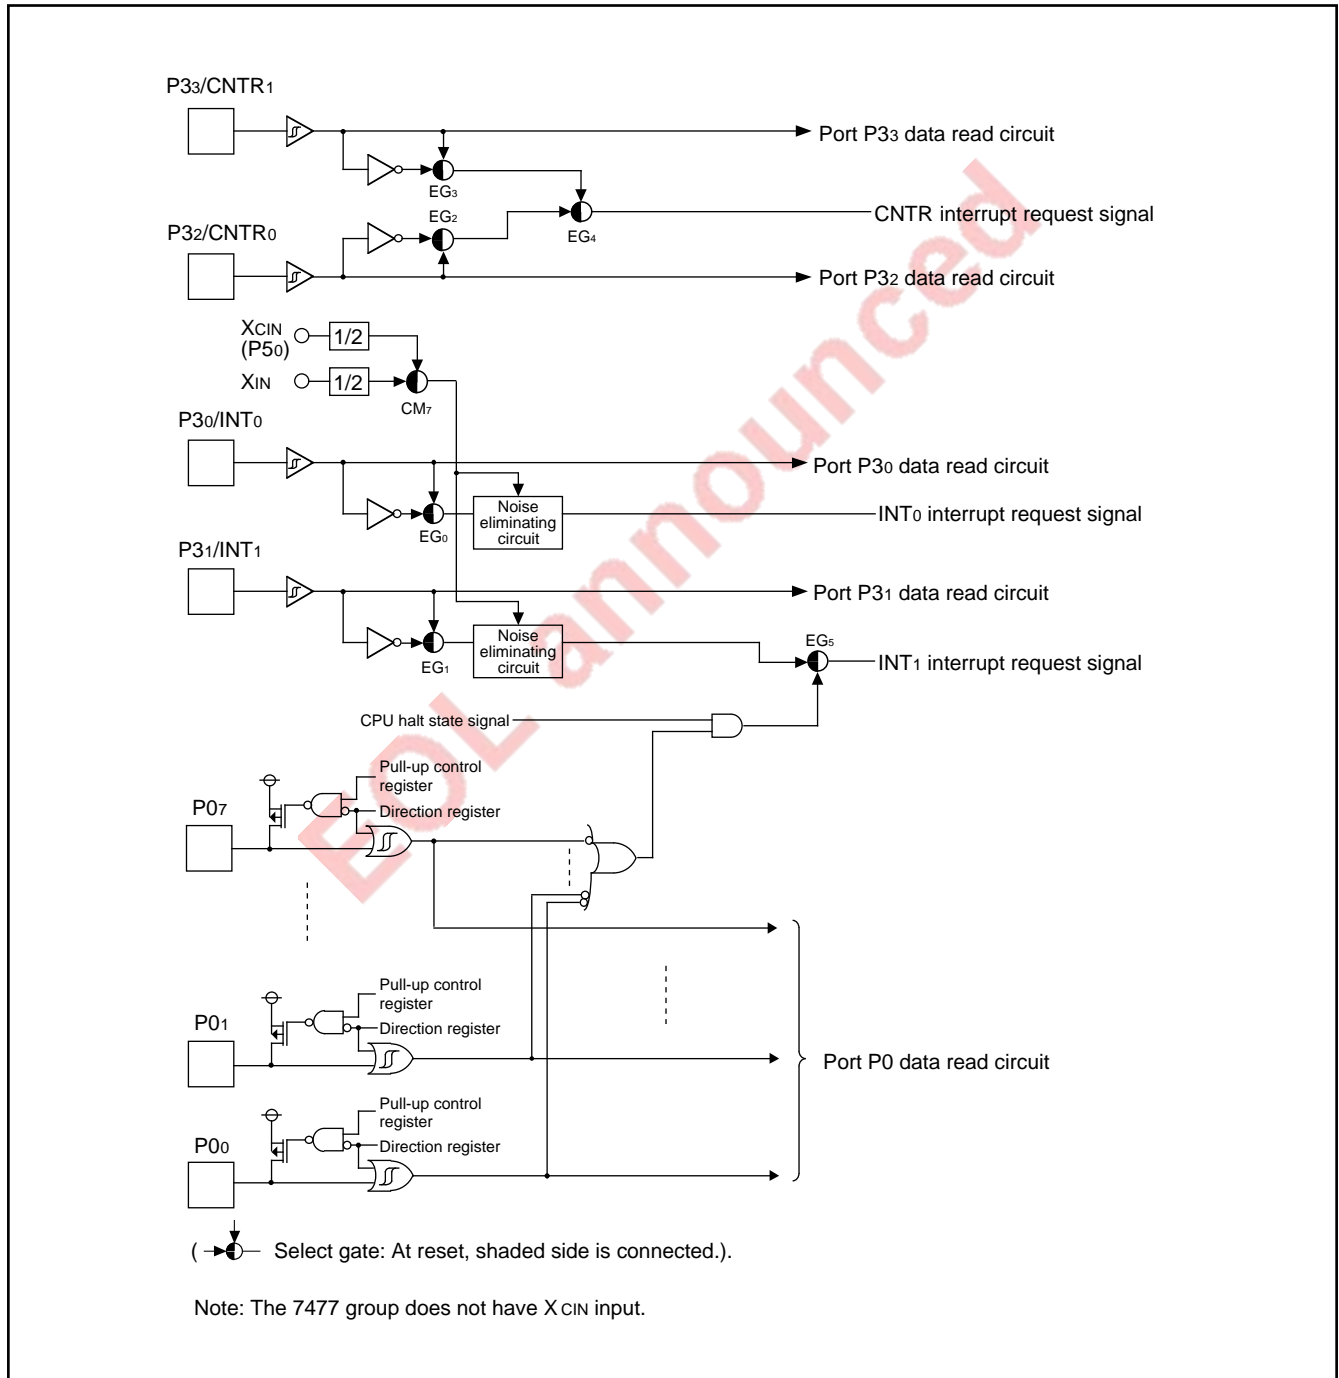 P33/CNTR1
Port P33 data read circuit
EG3
EG2
CNTR interrupt request signal
EG4
P32/CNTR0
Port P32 data read circuit
XCIN
(P50)
1/2
XIN
1/2
CM7
P30/INT0
Port P30 data read circuit
Noise
eliminating
circuit
INT0 interrupt request signal
EG0
P31/INT1
Port P31 data read circuit
Noise
eliminating
circuit
EG5
EG1
INT1 interrupt request signal
CPU halt state signal
Pull-up control
register
Direction register
P07
Pull-up control
register
Direction register
P01
Port P0 data read circuit
Pull-up control
register
Direction register
P00
( Select gate: At reset, shaded side is connected.).
Note: The 7477 group does not have XCIN input.
EOL announced